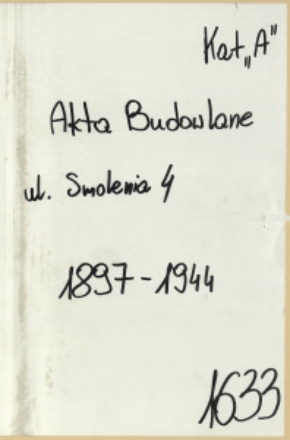 Kat „A"
Akta Budowlane
ul. Smolenia 4
1897-1944
1633